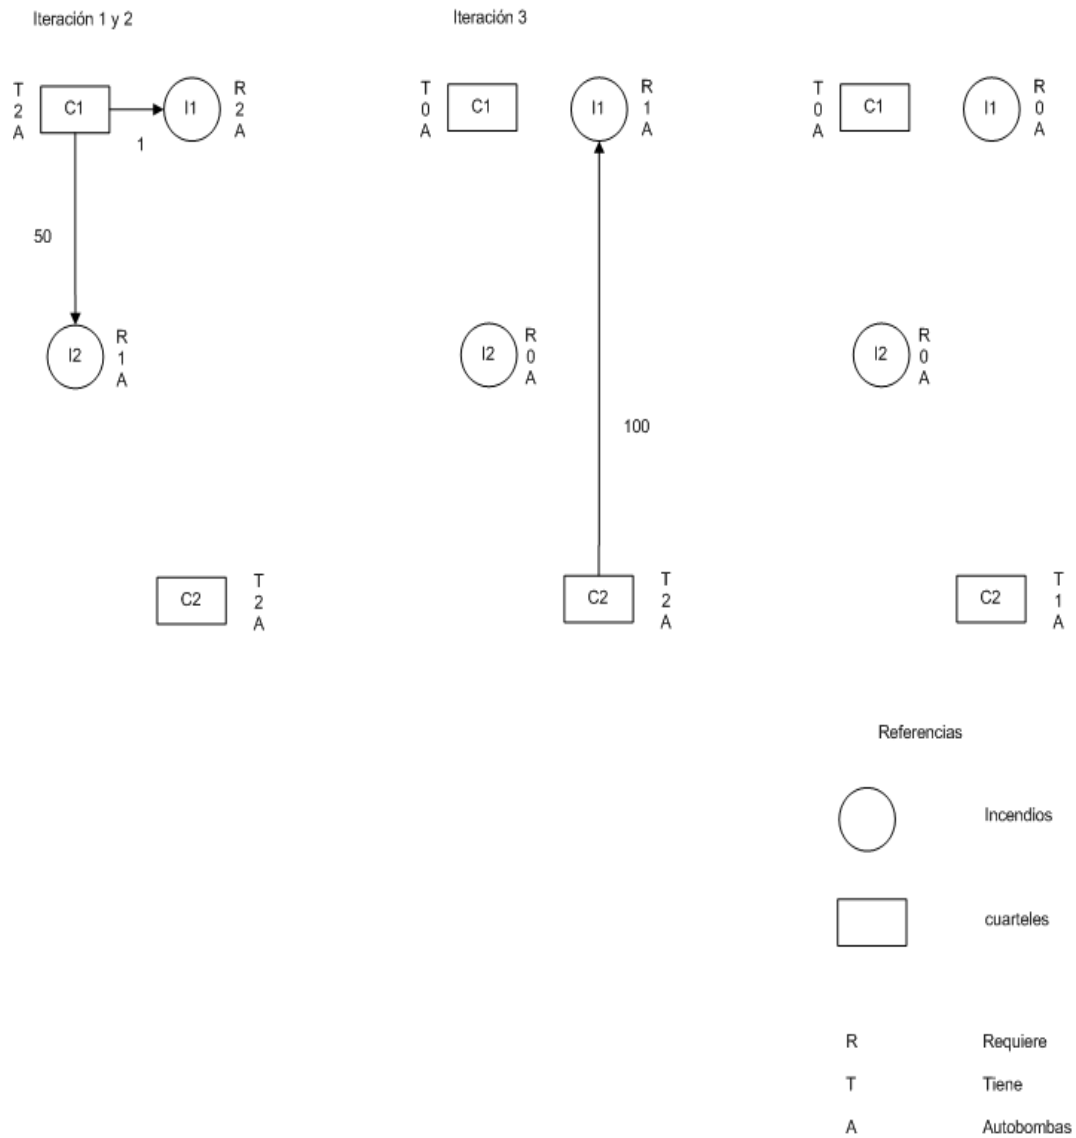 Iteración 1 y 2
Iteración 3
T
2
A
C1
I1
R
2
A
1
50
I2
R
1
A
C2
T
2
A
T
0
A
C1
I1
R
1
A
I2
R
0
A
100
C2
T
2
A
T
0
A
C1
I1
R
0
A
I2
R
0
A
C2
T
1
A
Referencias
Incendios
cuarteles
R Requiere
T Tiene
A Autobombas